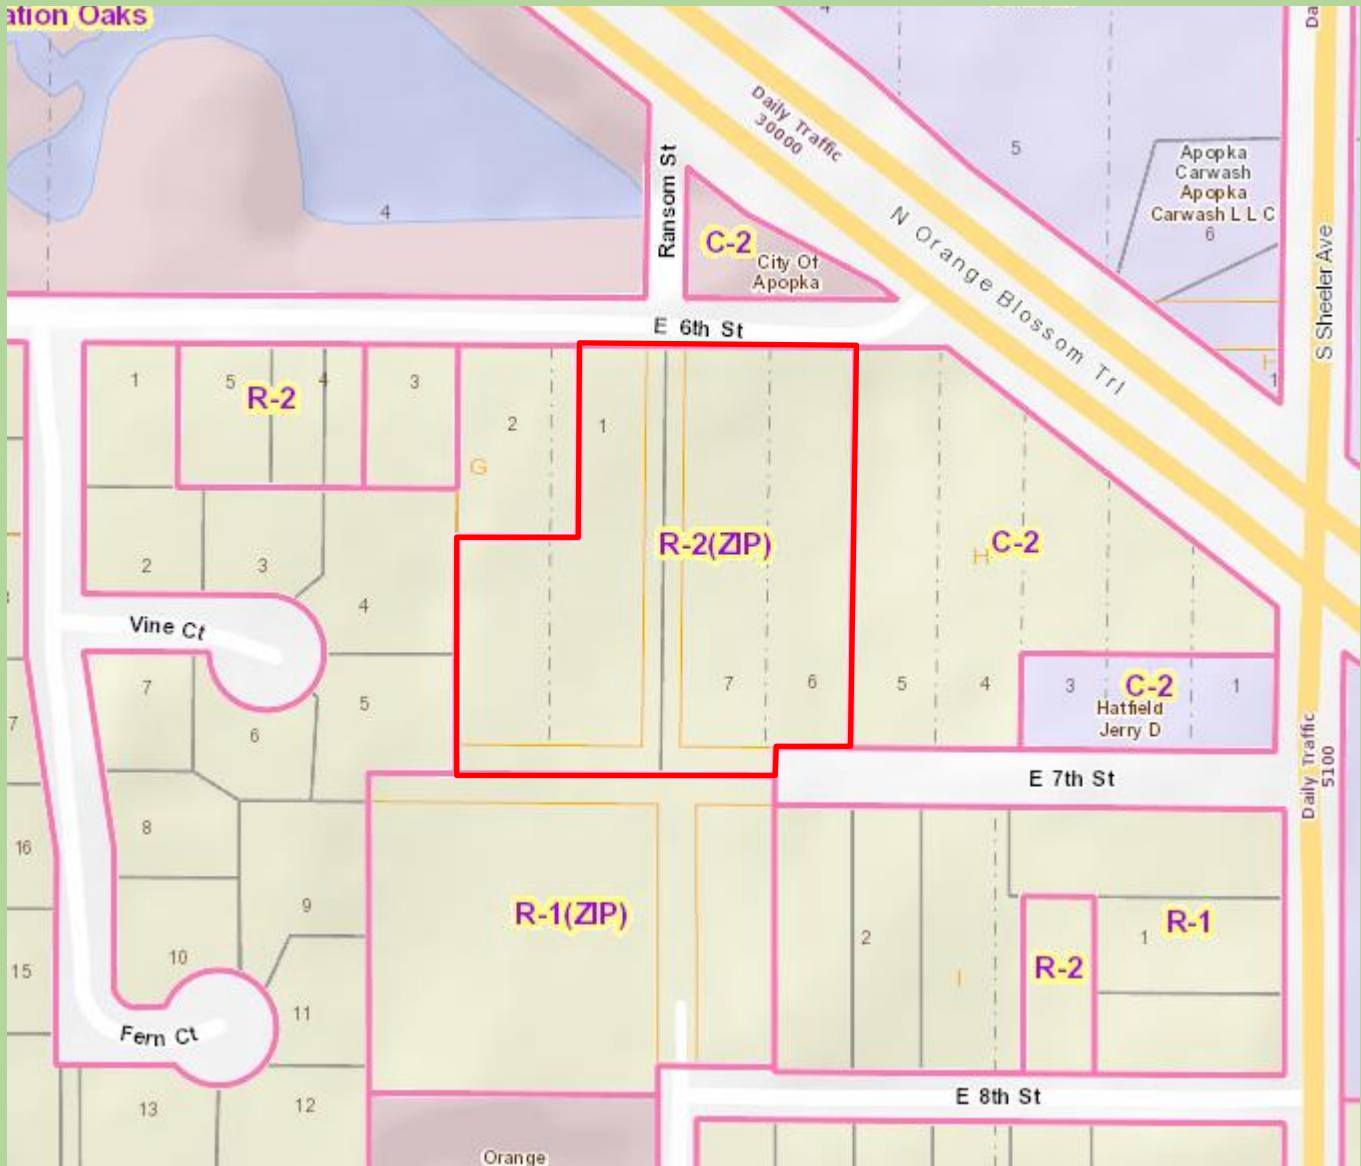 ation Oaks
4
4
Daily Traffic
30000
5
Apopka
Carwash
Apopka
Carwash L L C
6
Da
Ransom St
C-2
City Of
Apopka
N Orange Blossom Trl
S Sheeler Ave
E 6th St
1
5
R-2
4
3
2
1
G
H
1
2
3
4
R-2(ZIP)
H
C-2
Vine Ct
7
6
5
7
6
5
4
3
C-2
1
Hatfield
Jerry D
7
Daily Traffic
5100
E 7th St
8
16
9
R-1(ZIP)
2
R-1
1
R-2
10
15
I
11
Fern Ct
E 8th St
13
12
Orange